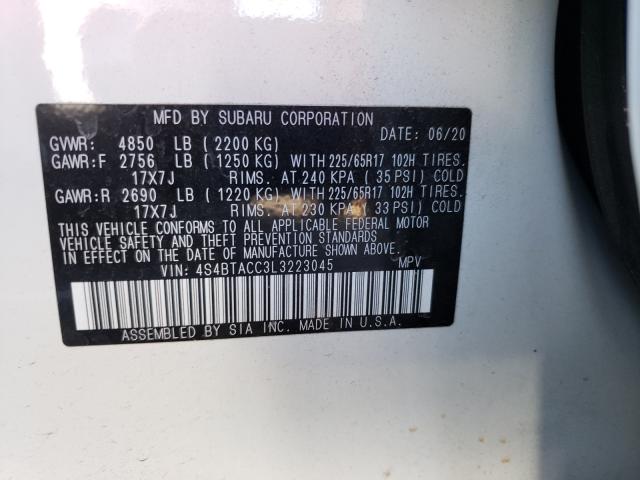 MFD BY SUBARU CORPORATION
GVWR: 4850 LB ( 2200 KG) DATE: 06/20
GAWR:F 2756 LB ( 1250 KG) WITH 225/65R17 102H TIRES.
17X7J RIMS. AT 240 KPA ( 35 PSI) COLD
GAWR:R 2690 LB ( 1220 KG) WITH 225/65R17 102H TIRES.
17X7J RIMS. AT 230 KPA ( 33 PSI) COLD
THIS VEHICLE CONFORMS TO ALL APPLICABLE FEDERAL MOTOR
VEHICLE SAFETY AND THEFT PREVENTION STANDARDS
IN EFFECT ON THE DATE OF MANUFACTURE SHOWN ABOVE.
VIN: 4S4BTACC3L3223045 MPV
ASSEMBLED BY SIA INC. MADE IN U.S.A.